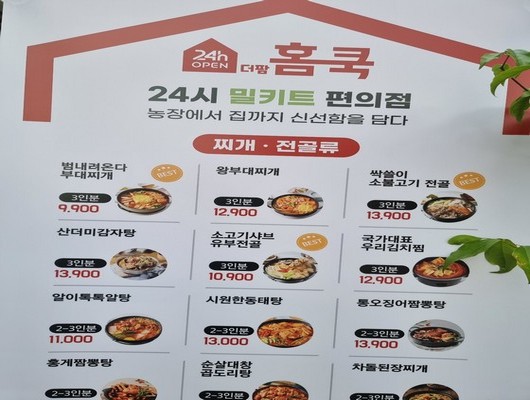 24h
OPEN
더팜 홈쿡
24시 밀키트 편의점
농장에서 집까지 신선함을 담다
찌개 · 전골류
범내려온다
부대찌개
BEST
3인분
9,900
왕부대찌개
3인분
12,900
싹쓸이
소불고기 전골
BEST
3인분
13,900
산더미감자탕
3인분
13,900
소고기샤브
유부전골
BEST
3인분
10,900
국가대표
우리김치찜
3인분
12,900
알이톡톡알탕
2-3인분
11,000
시원한동태탕
2-3인분
13,000
통오징어짬뽕탕
2-3인분
13,900
홍게짬뽕탕
2-3인분
순살대창
곱도리탕
2-3인분
차돌된장찌개
2-3인분